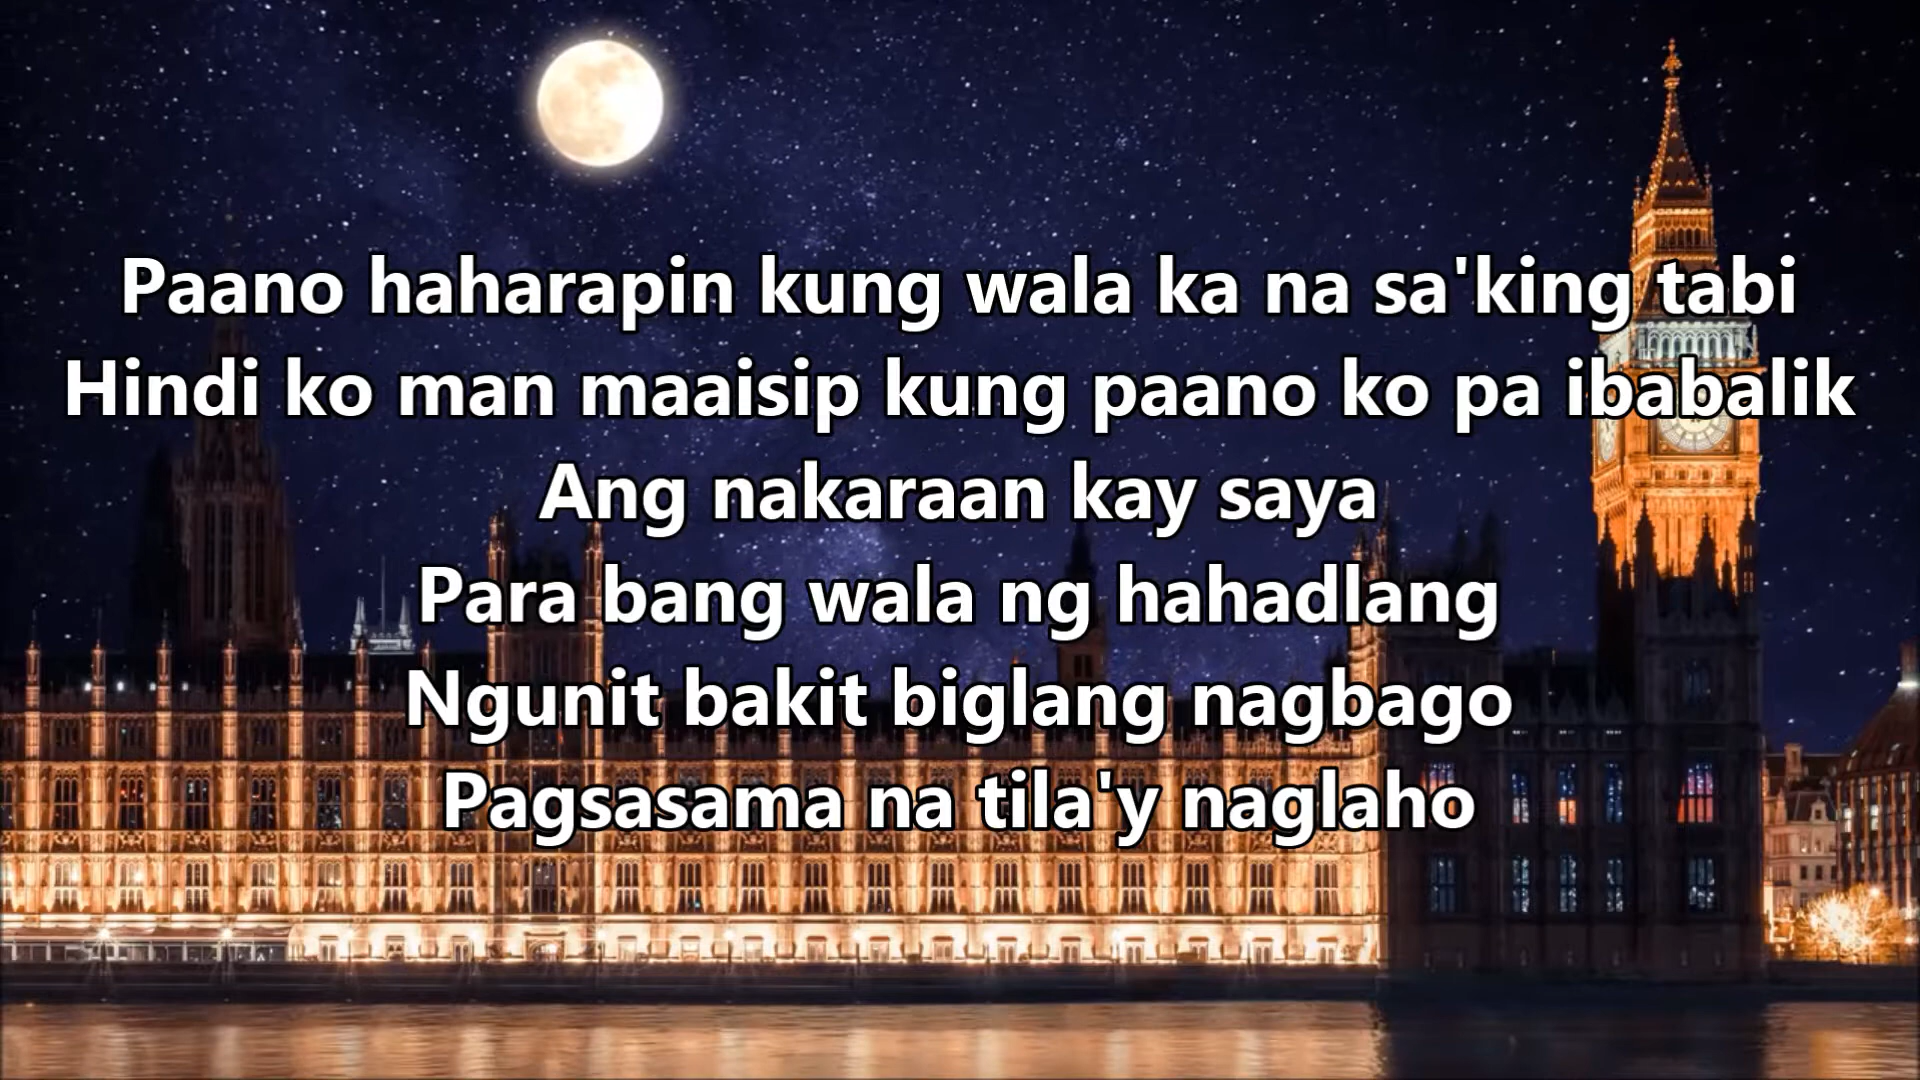 Paano haharapin kung wala ka na sa'king tabi
Hindi ko man maaisip kung paano ko pa ibabalik
Ang nakaraan kay saya
Para bang wala ng hahadlang
Ngunit bakit biglang nagbago
Pagsasama na tila'y naglaho